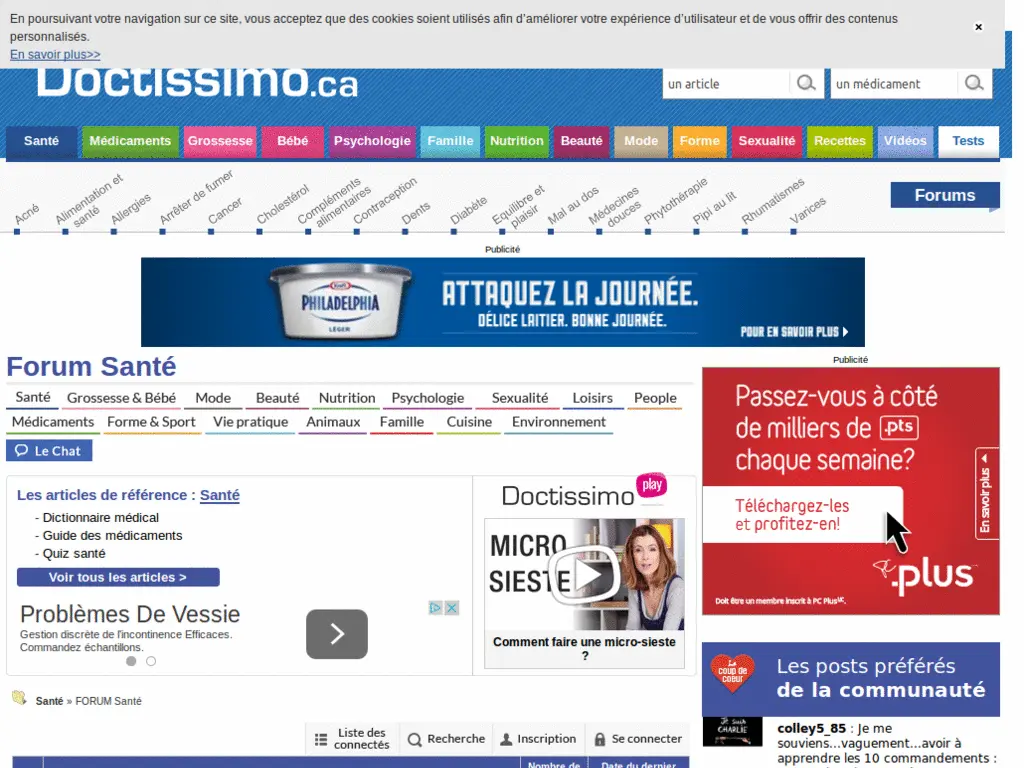 En poursuivant votre navigation sur ce site, vous acceptez que des cookies soient utilisés afin d'améliorer votre expérience d'utilisateur et de vous offrir des contenus
personnalisés.
En savoir plus>>
×
Doctissimo.ca
un article
un médicament
Santé
Médicaments
Grossesse
Bébé
Psychologie
Famille
Nutrition
Beauté
Mode
Forme
Sexualité
Recettes
Vidéos
Tests
Acné
Alimentation et
santé
Allergies
Arrêter de fumer
Cancer
Cholestérol
Compléments
alimentaires
Contraception
Dents
Diabète
Equilibre et
plaisir
Mal au dos
Médecines
douces
Phytothérapie
Pipi au lit
Rhumatismes
Varices
Forums
Publicité
KRAFT
PHILADELPHIA
LÉGER
ATTAQUEZ LA JOURNÉE.
DÉLICE LAITIER. BONNE JOURNÉE.
POUR EN SAVOIR PLUS
Forum Santé
Santé
Grossesse & Bébé
Mode
Beauté
Nutrition
Psychologie
Sexualité
Loisirs
People
Médicaments
Forme & Sport
Vie pratique
Animaux
Famille
Cuisine
Environnement
Le Chat
Publicité
Passez-vous à côté
de milliers de .pts
chaque semaine?
Téléchargez-les
et profitez-en!
En savoir plus
.plus
Doit être un membre inscrit à PC Plus
Les articles de référence : Santé
- Dictionnaire médical
- Guide des médicaments
- Quiz santé
Voir tous les articles >
Problèmes De Vessie
Gestion discrète de l'incontinence Efficaces.
Commandez échantillons.
Doctissimo play
MICRO
SIESTE
Comment faire une micro-sieste
?
Le
coup de
coeur
Les posts préférés
de la communauté
Santé » FORUM Santé
Liste des
connectés
Recherche
Inscription
Se connecter
JE SUIS
CHARLIE
colley5_85 : Je me
souviens...vaguement...avoir à
apprendre les 10 commandements :
Nombre de
Date du dernier